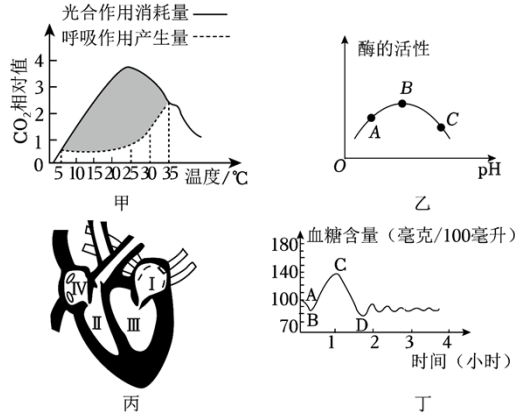 光合作用消耗量
呼吸作用产生量
CO₂相对值
4
3
2
1
0
5 10 15 20 25 30 35 温度/℃
甲
酶的活性
B
A
C
O
pH
乙
Ⅳ
Ⅰ
Ⅱ
Ⅲ
丙
血糖含量（毫克/100毫升）
180
140
100
70
A
B
C
D
1 2 3 4
时间（小时）
丁